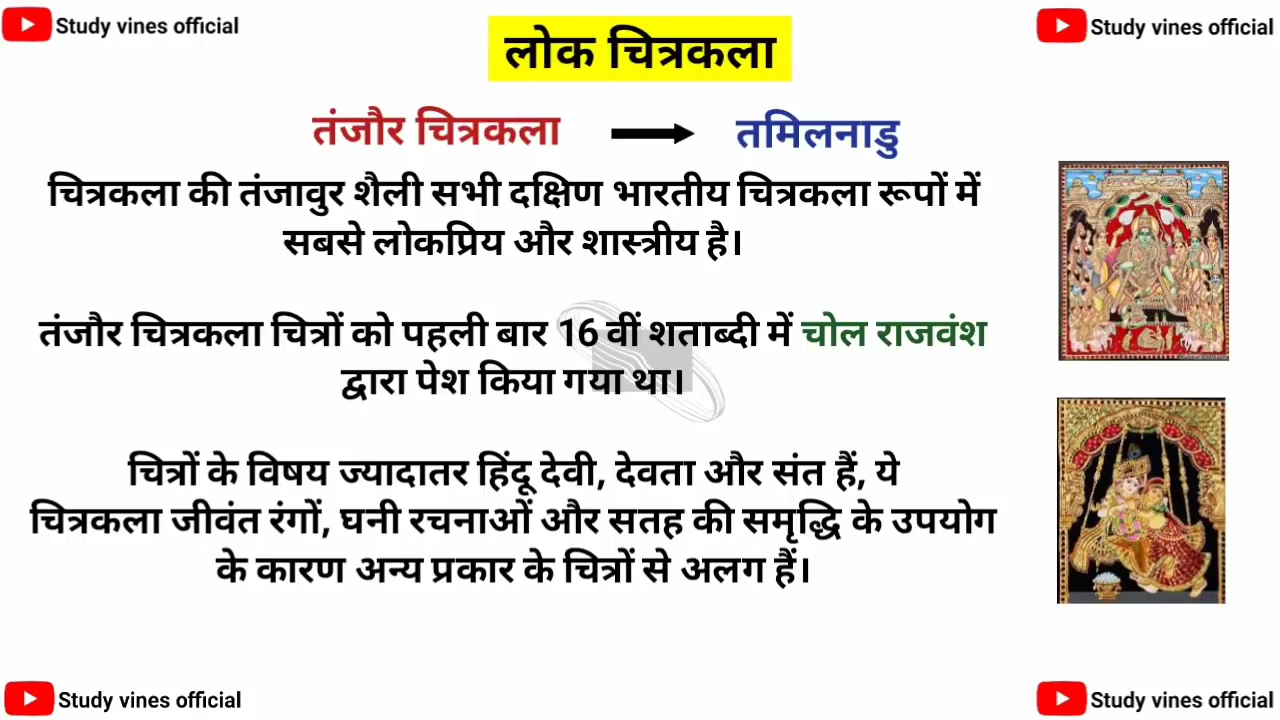 Study vines official
Study vines official
लोक चित्रकला
तंजौर चित्रकला
तमिलनाडु
चित्रकला की तंजावुर शैली सभी दक्षिण भारतीय चित्रकला रूपों में
सबसे लोकप्रिय और शास्त्रीय है।
तंजौर चित्रकला चित्रों को पहली बार 16 वीं शताब्दी में चोल राजवंश
द्वारा पेश किया गया था।
चित्रों के विषय ज्यादातर हिंदू देवी, देवता और संत हैं, ये
चित्रकला जीवंत रंगों, घनी रचनाओं और सतह की समृद्धि के उपयोग
के कारण अन्य प्रकार के चित्रों से अलग हैं।
Study vines official
Study vines official